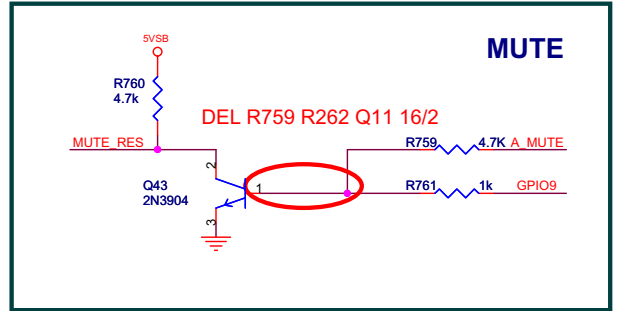 MUTE
5VSB
R760
4.7k
DEL R759 R262 Q11 16/2
MUTE_RES
R759 4.7K A_MUTE
2
Q43
2N3904
1
R761 1k GPIO9
3